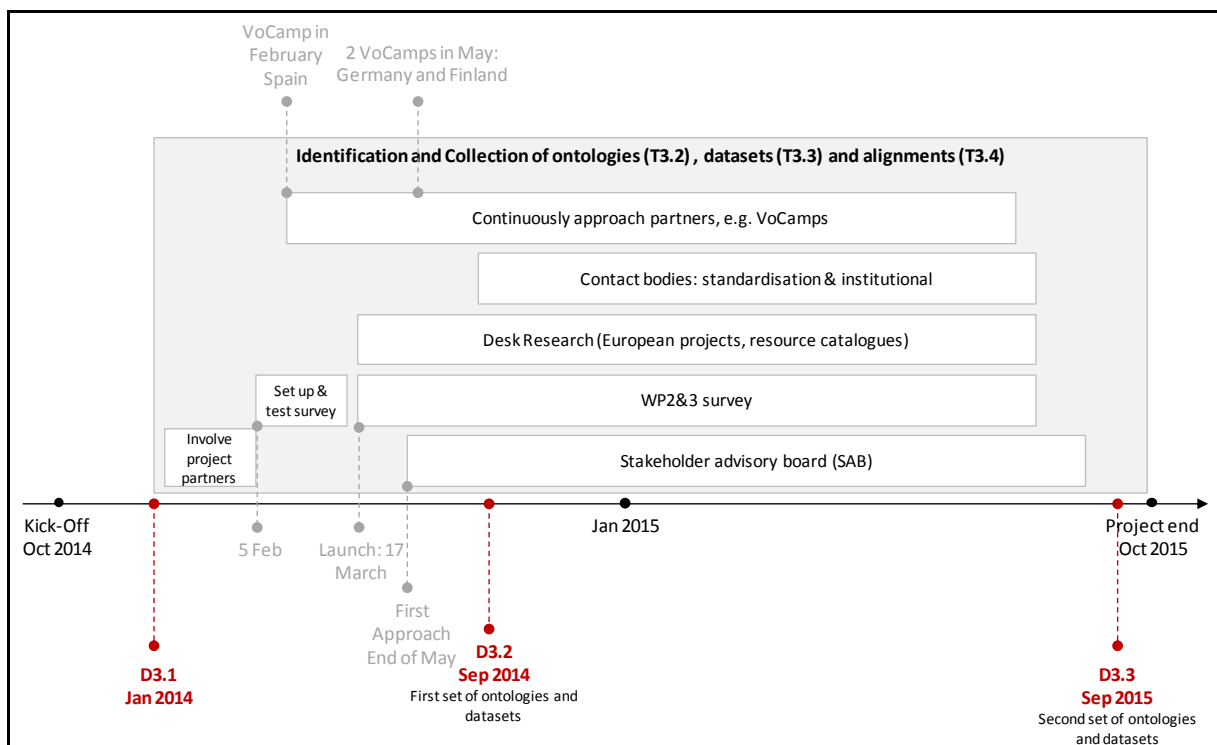 VoCamp in
February
Spain
2 VoCamps in May:
Germany and Finland
Identification and Collection of ontologies (T3.2) , datasets (T3.3) and alignments (T3.4)
Continuously approach partners, e.g. VoCamps
Contact bodies: standardisation & institutional
Desk Research (European projects, resource catalogues)
Set up &
test survey
WP2&3 survey
Involve
project
partners
Stakeholder advisory board (SAB)
Kick-Off
Oct 2014
5 Feb
Launch: 17
March
Jan 2015
Project end
Oct 2015
First
Approach
End of May
D3.1
Jan 2014
D3.2
Sep 2014
First set of ontologies and
datasets
D3.3
Sep 2015
Second set of ontologies
and datasets